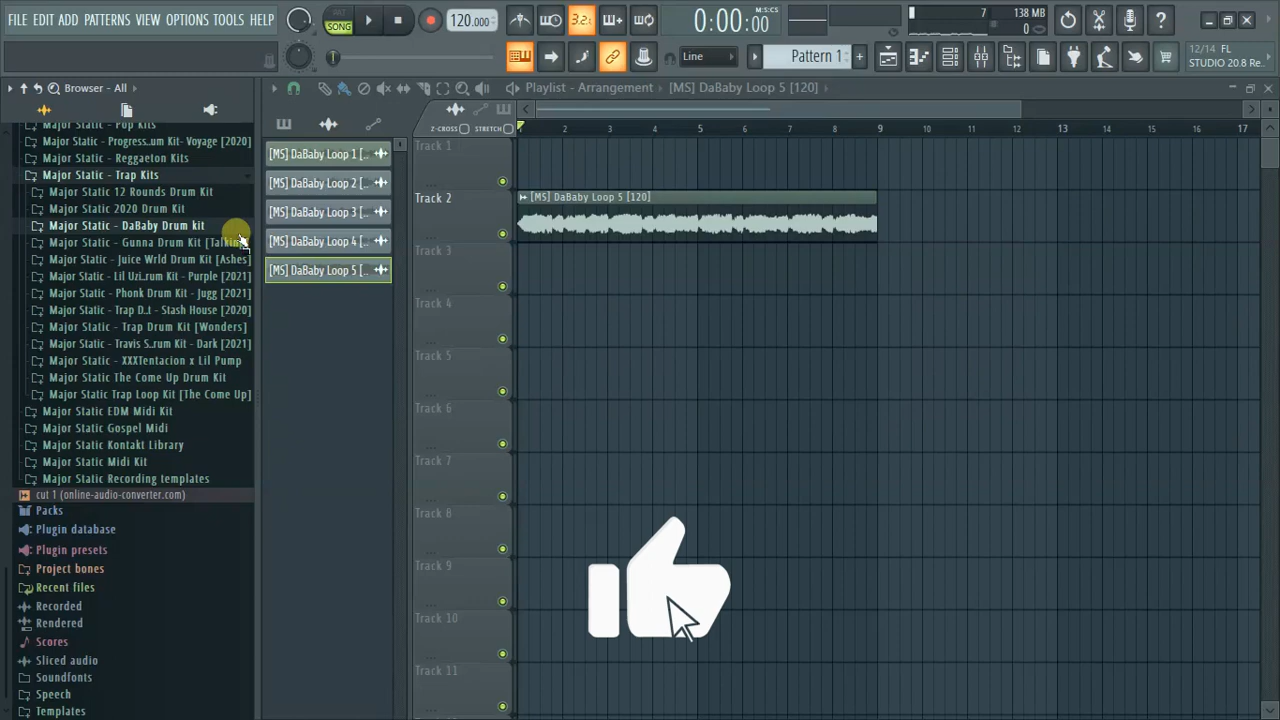 FILE EDIT ADD PATTERNS VIEW OPTIONS TOOLS HELP
PAT
SONG
120.000
3.2.
0:00:00
M:S:CS
7
138 MB
0
Line
Pattern 1
12/14 FL
STUDIO 20.8 Re..
Browser - All
Playlist - Arrangement
[MS] DaBaby Loop 5 [120]
Major Static - Pop Kits
Major Static - Progress..um Kit- Voyage [2020]
Major Static - Reggaeton Kits
Major Static - Trap Kits
Major Static 12 Rounds Drum Kit
Major Static 2020 Drum Kit
Major Static - DaBaby Drum kit
Major Static - Gunna Drum Kit
Major Static - Juice Wrld Drum Kit [Ashes]
Major Static - Lil Uzi..rum Kit - Purple [2021]
Major Static - Phonk Drum Kit - Jugg [2021]
Major Static - Trap D..t - Stash House [2020]
Major Static - Trap Drum Kit [Wonders]
Major Static - Travis S..rum Kit - Dark [2021]
Major Static - XXXTentacion x Lil Pump
Major Static The Come Up Drum Kit
Major Static Trap Loop Kit [The Come Up]
Major Static EDM Midi Kit
Major Static Gospel Midi
Major Static Kontakt Library
Major Static Midi Kit
Major Static Recording templates
cut 1 (online-audio-converter.com)
Packs
Plugin database
Plugin presets
Project bones
Recent files
Recorded
Rendered
Scores
Sliced audio
Soundfonts
Speech
Templates
[MS] DaBaby Loop 1 [..
[MS] DaBaby Loop 2 [..
[MS] DaBaby Loop 3 [..
[MS] DaBaby Loop 4 [..
[MS] DaBaby Loop 5 [..
Z-CROSS
STRETCH
1 2 3 4 5 6 7 8 9 10 11 12 13 14 15 16 17
Track 1
Track 2
[MS] DaBaby Loop 5 [120]
Track 3
Track 4
Track 5
Track 6
Track 7
Track 8
Track 9
Track 10
Track 11